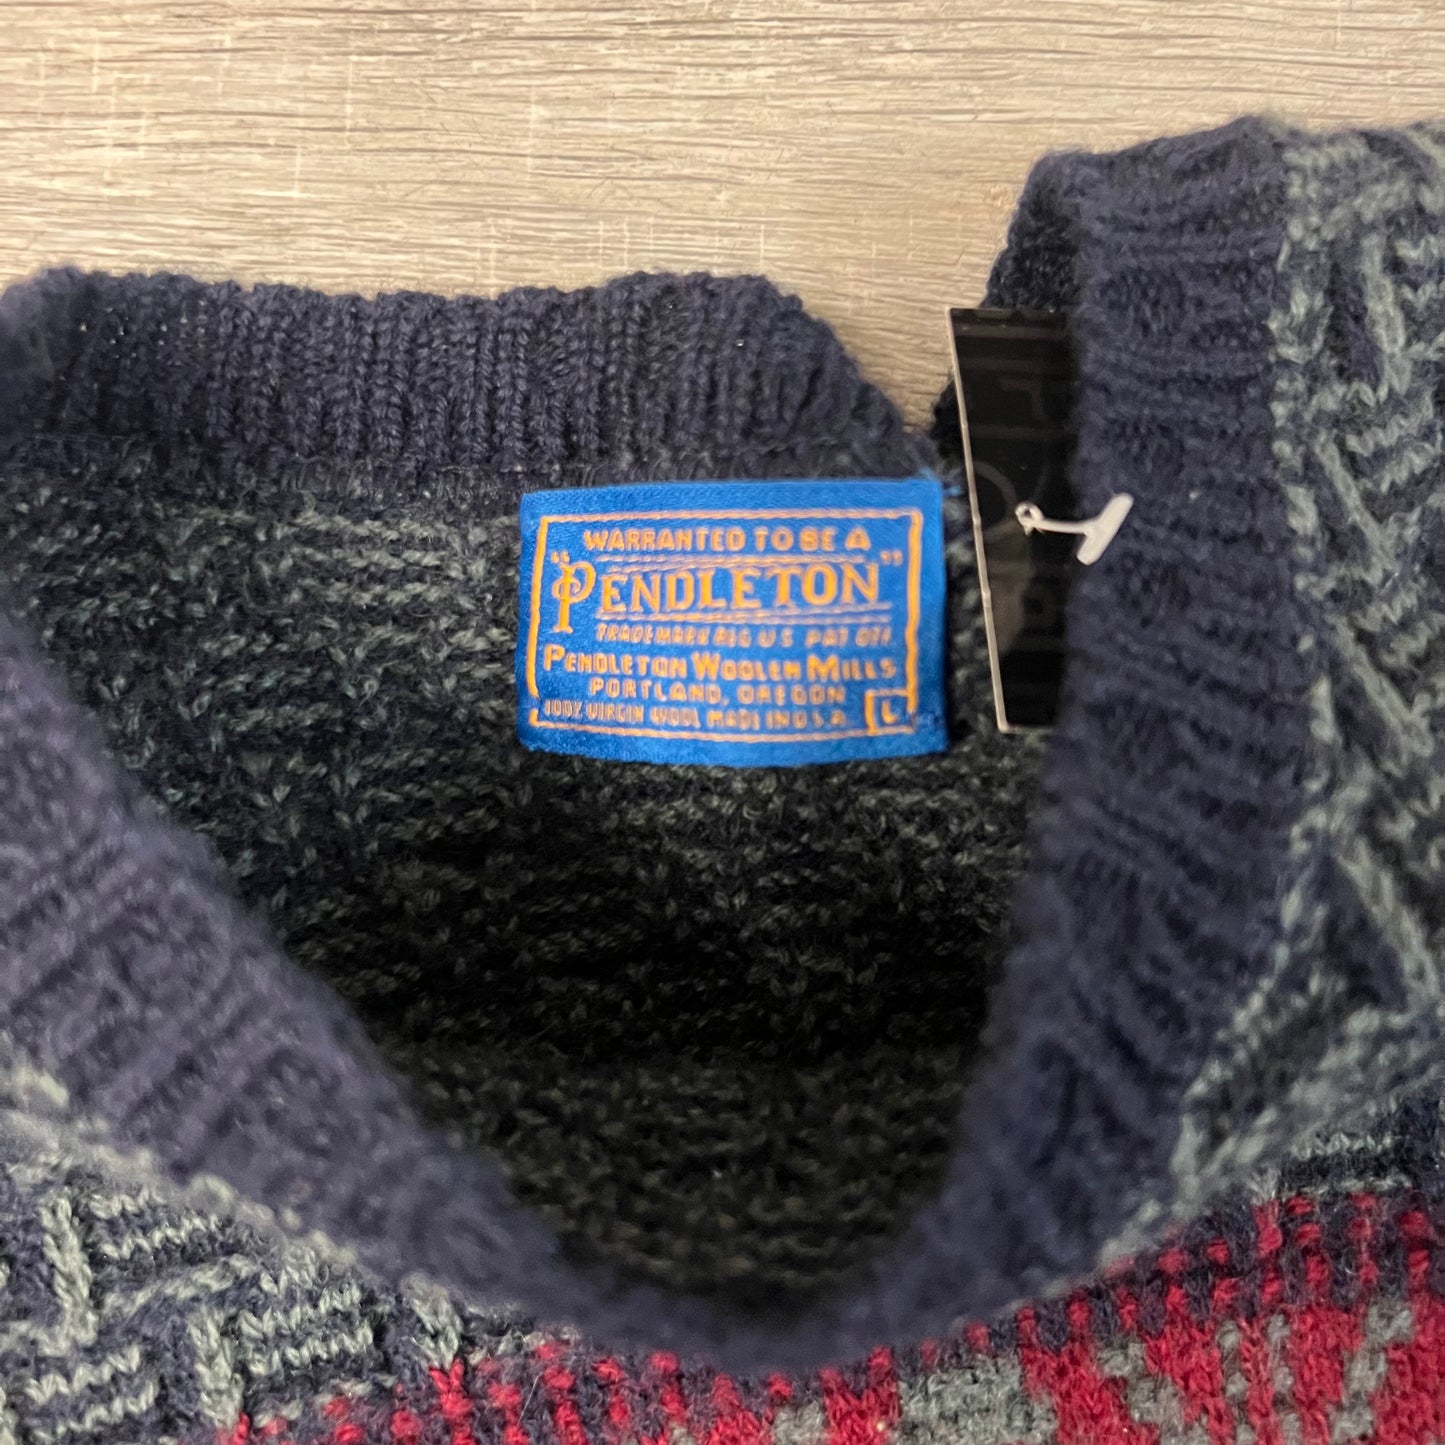 WARRANTED TO BE A
"PENDLETON"
TRADEMARK REG U S PAT OFF
PENDLETON WOOLEN MILLS
PORTLAND, OREGON
100% VIRGIN WOOL MADE IN U.S.A. L